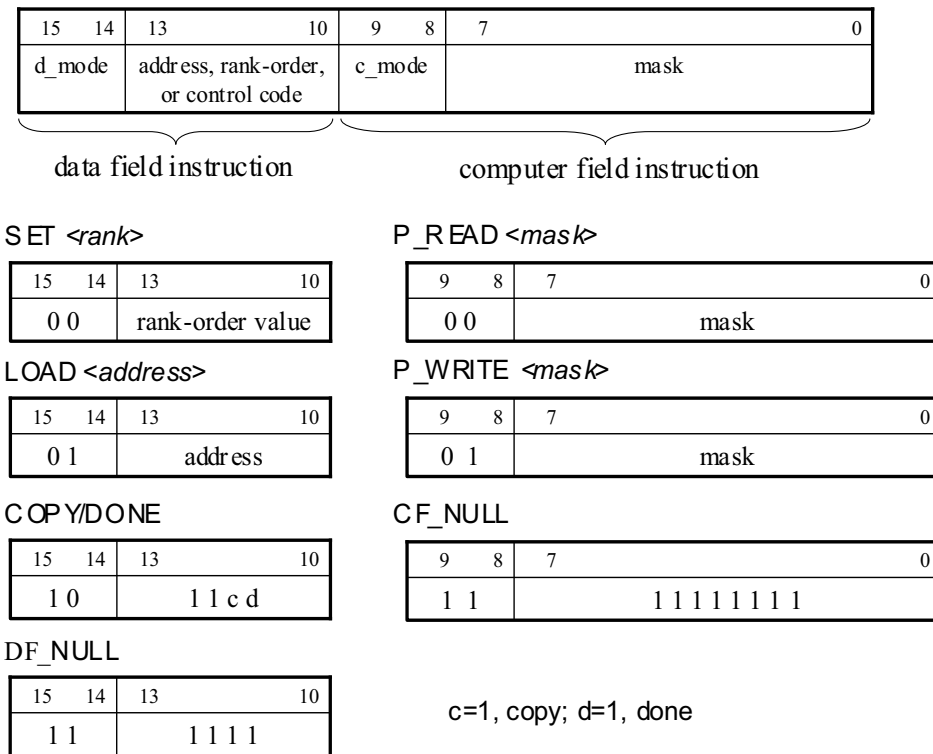 15 14 13 10 9 8 7 0
d_mode address, rank-order, or control code c_mode mask
data field instruction computer field instruction
SET <rank> P_READ <mask>
15 14 13 10 9 8 7 0
0 0 rank-order value 0 0 mask
LOAD <address> P_WRITE <mask>
15 14 13 10 9 8 7 0
0 1 address 0 1 mask
COPY/DONE CF_NULL
15 14 13 10 9 8 7 0
1 0 1 1 c d 1 1 1 1 1 1 1 1 1 1
DF_NULL
15 14 13 10
1 1 1 1 1 1
c=1, copy; d=1, done